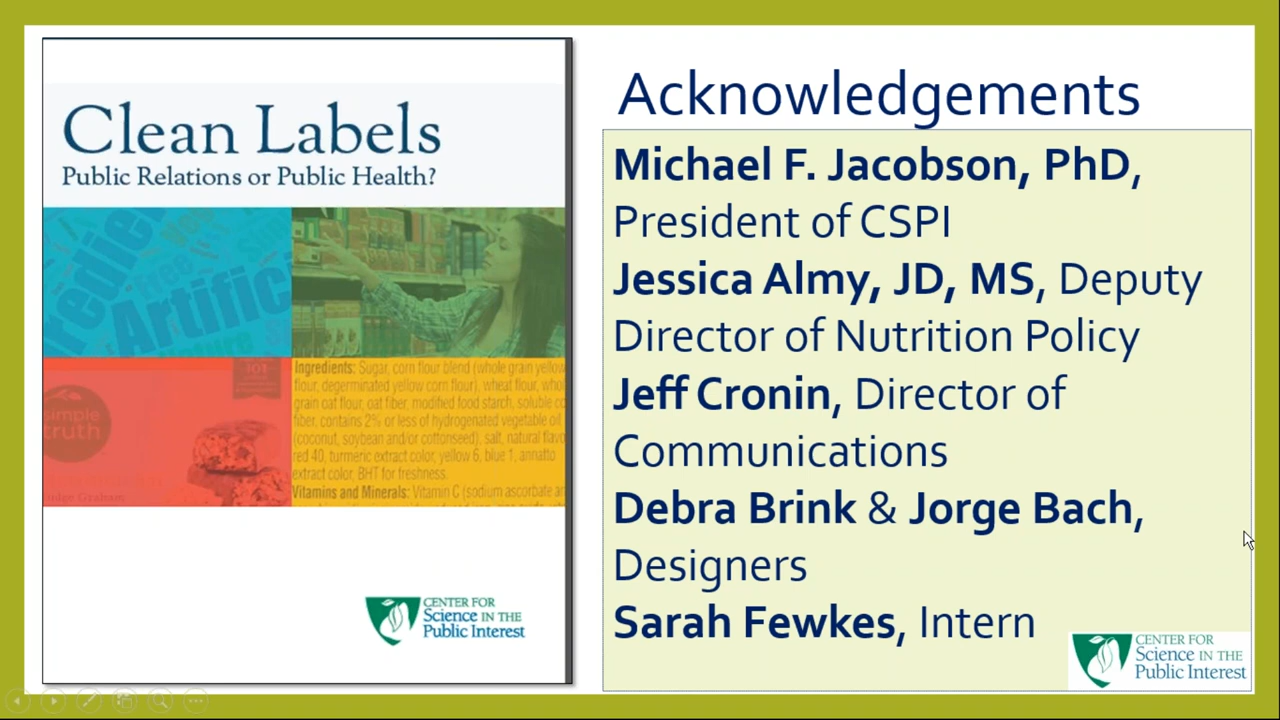 Clean Labels
Public Relations or Public Health?
Artific
simple
truth
Ingredients: Sugar, corn flour blend (whole grain yellow
flour, degerminated yellow corn flour), wheat flour, who
grain oat flour, oat fiber, modified food starch, soluble co
fiber, contains 2% or less of hydrogenated vegetable oil
(coconut, soybean and/or cottonseed), salt, natural flavo
red 40, turmeric extract color, yellow 6, blue 1, annatto
extract color, BHT for freshness.
Vitamins and Minerals: Vitamin C (sodium ascorbate an
CENTER FOR
Science IN THE
Public Interest
Acknowledgements
Michael F. Jacobson, PhD,
President of CSPI
Jessica Almy, JD, MS, Deputy
Director of Nutrition Policy
Jeff Cronin, Director of
Communications
Debra Brink & Jorge Bach,
Designers
Sarah Fewkes, Intern
CENTER FOR
Science IN THE
Public Interest